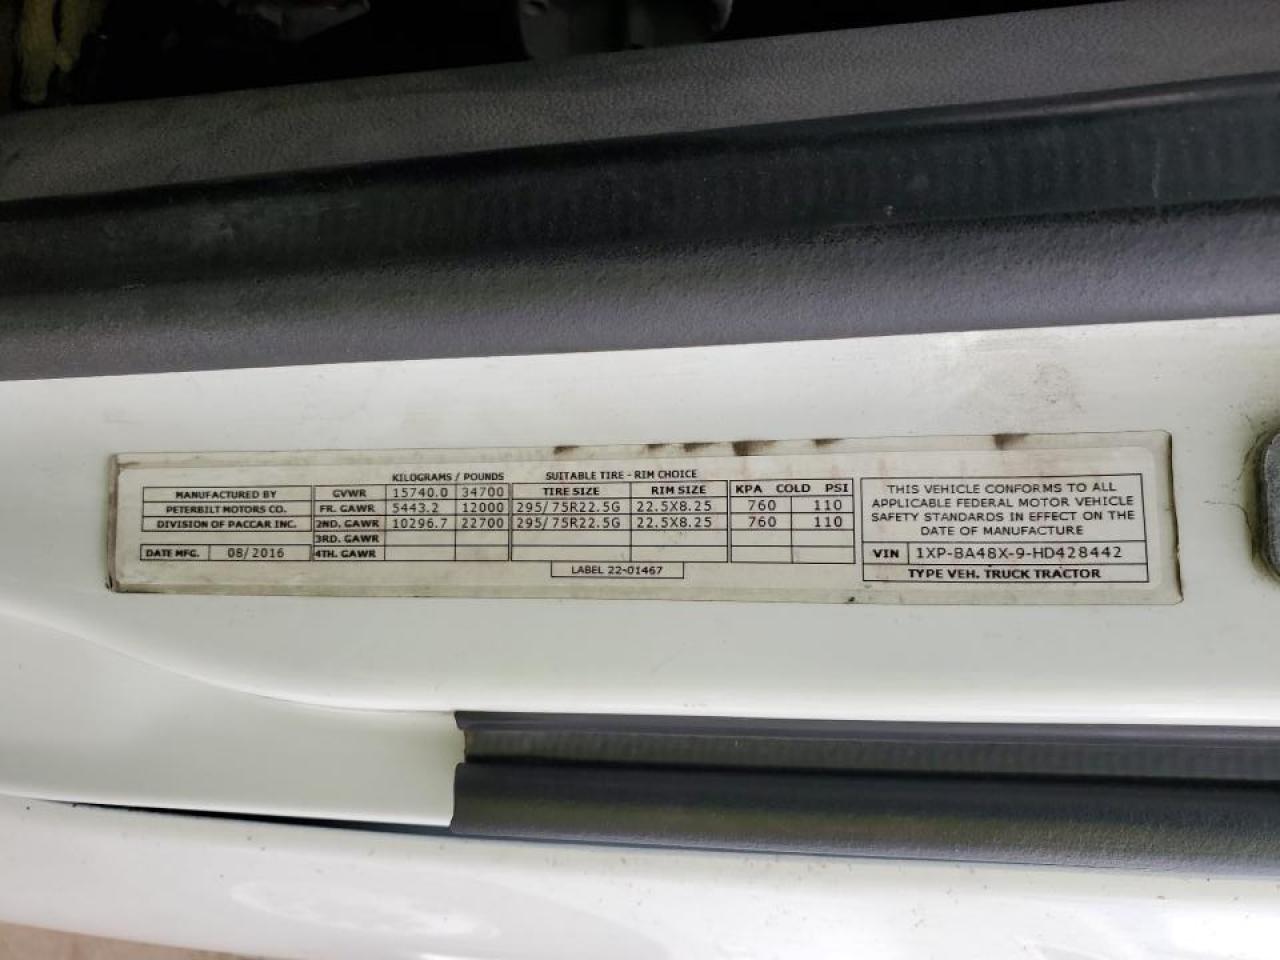 KILOGRAMS / POUNDS SUITABLE TIRE - RIM CHOICE
MANUFACTURED BY
PETERBILT MOTORS CO.
DIVISION OF PACCAR INC.
DATE MFG. 08/2016
GVWR 15740.0 34700 TIRE SIZE RIM SIZE KPA COLD PSI
FR. GAWR 5443.2 12000 295/75R22.5G 22.5X8.25 760 110
2ND. GAWR 10296.7 22700 295/75R22.5G 22.5X8.25 760 110
3RD. GAWR
4TH. GAWR
LABEL 22-01467
THIS VEHICLE CONFORMS TO ALL
APPLICABLE FEDERAL MOTOR VEHICLE
SAFETY STANDARDS IN EFFECT ON THE
DATE OF MANUFACTURE
VIN 1XP-BA48X-9-HD428442
TYPE VEH. TRUCK TRACTOR